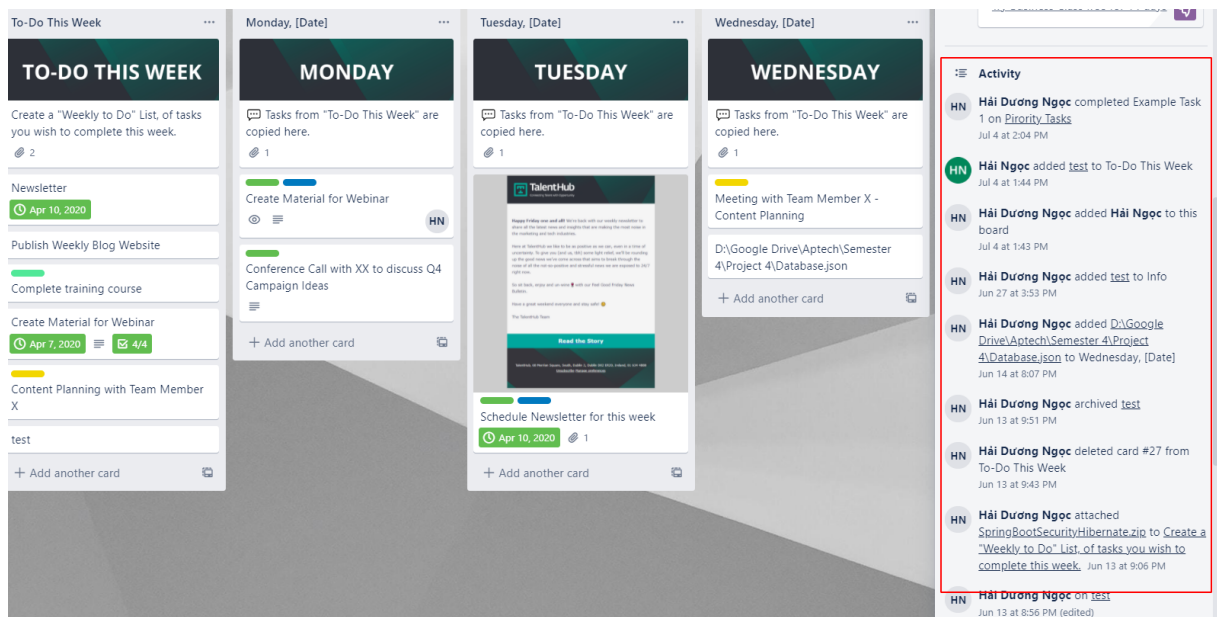 To-Do This Week ...
TO-DO THIS WEEK
Create a "Weekly to Do" List, of tasks
you wish to complete this week.
2
Newsletter
Apr 10, 2020
Publish Weekly Blog Website
Complete training course
Create Material for Webinar
Apr 7, 2020 4/4
Content Planning with Team Member
X
test
+ Add another card
Monday, [Date] ...
MONDAY
Tasks from "To-Do This Week" are
copied here.
1
Create Material for Webinar
HN
Conference Call with XX to discuss Q4
Campaign Ideas
+ Add another card
Tuesday, [Date] ...
TUESDAY
Tasks from "To-Do This Week" are
copied here.
1
TalentHub
Read the Story
Schedule Newsletter for this week
Apr 10, 2020 1
+ Add another card
Wednesday, [Date] ...
WEDNESDAY
Tasks from "To-Do This Week" are
copied here.
1
Meeting with Team Member X -
Content Planning
D:\Google Drive\Aptech\Semester
4\Project 4\Database.json
+ Add another card
Activity
HN Hải Dương Ngọc completed Example Task
1 on Pirority Tasks
Jul 4 at 2:04 PM
HN Hải Ngọc added test to To-Do This Week
Jul 4 at 1:44 PM
HN Hải Dương Ngọc added Hải Ngọc to this
board
Jul 4 at 1:43 PM
HN Hải Dương Ngọc added test to Info
Jun 27 at 3:53 PM
HN Hải Dương Ngọc added D:\Google
Drive\Aptech\Semester 4\Project
4\Database.json to Wednesday, [Date]
Jun 14 at 8:07 PM
HN Hải Dương Ngọc archived test
Jun 13 at 9:51 PM
HN Hải Dương Ngọc deleted card #27 from
To-Do This Week
Jun 13 at 9:43 PM
HN Hải Dương Ngọc attached
SpringBootSecurityHibernate.zip to Create a
"Weekly to Do" List, of tasks you wish to
complete this week. Jun 13 at 9:06 PM
HN Hải Dương Ngọc on test
Jun 13 at 8:56 PM (edited)